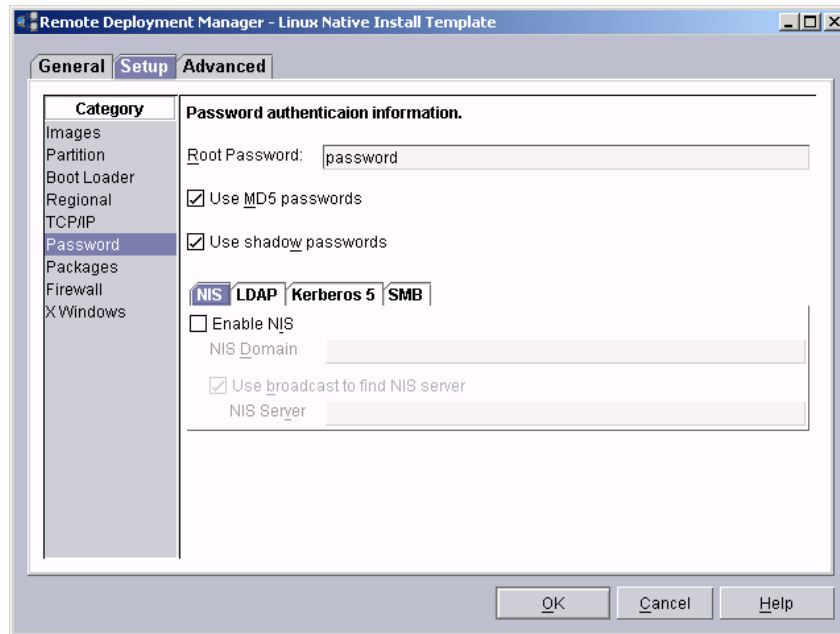 Remote Deployment Manager - Linux Native Install Template
General Setup Advanced
Category
Images
Partition
Boot Loader
Regional
TCP/IP
Password
Packages
Firewall
X Windows
Password authenticaion information.
Root Password: password
Use MD5 passwords
Use shadow passwords
NIS LDAP Kerberos 5 SMB
Enable NIS
NIS Domain
Use broadcast to find NIS server
NIS Server
OK Cancel Help